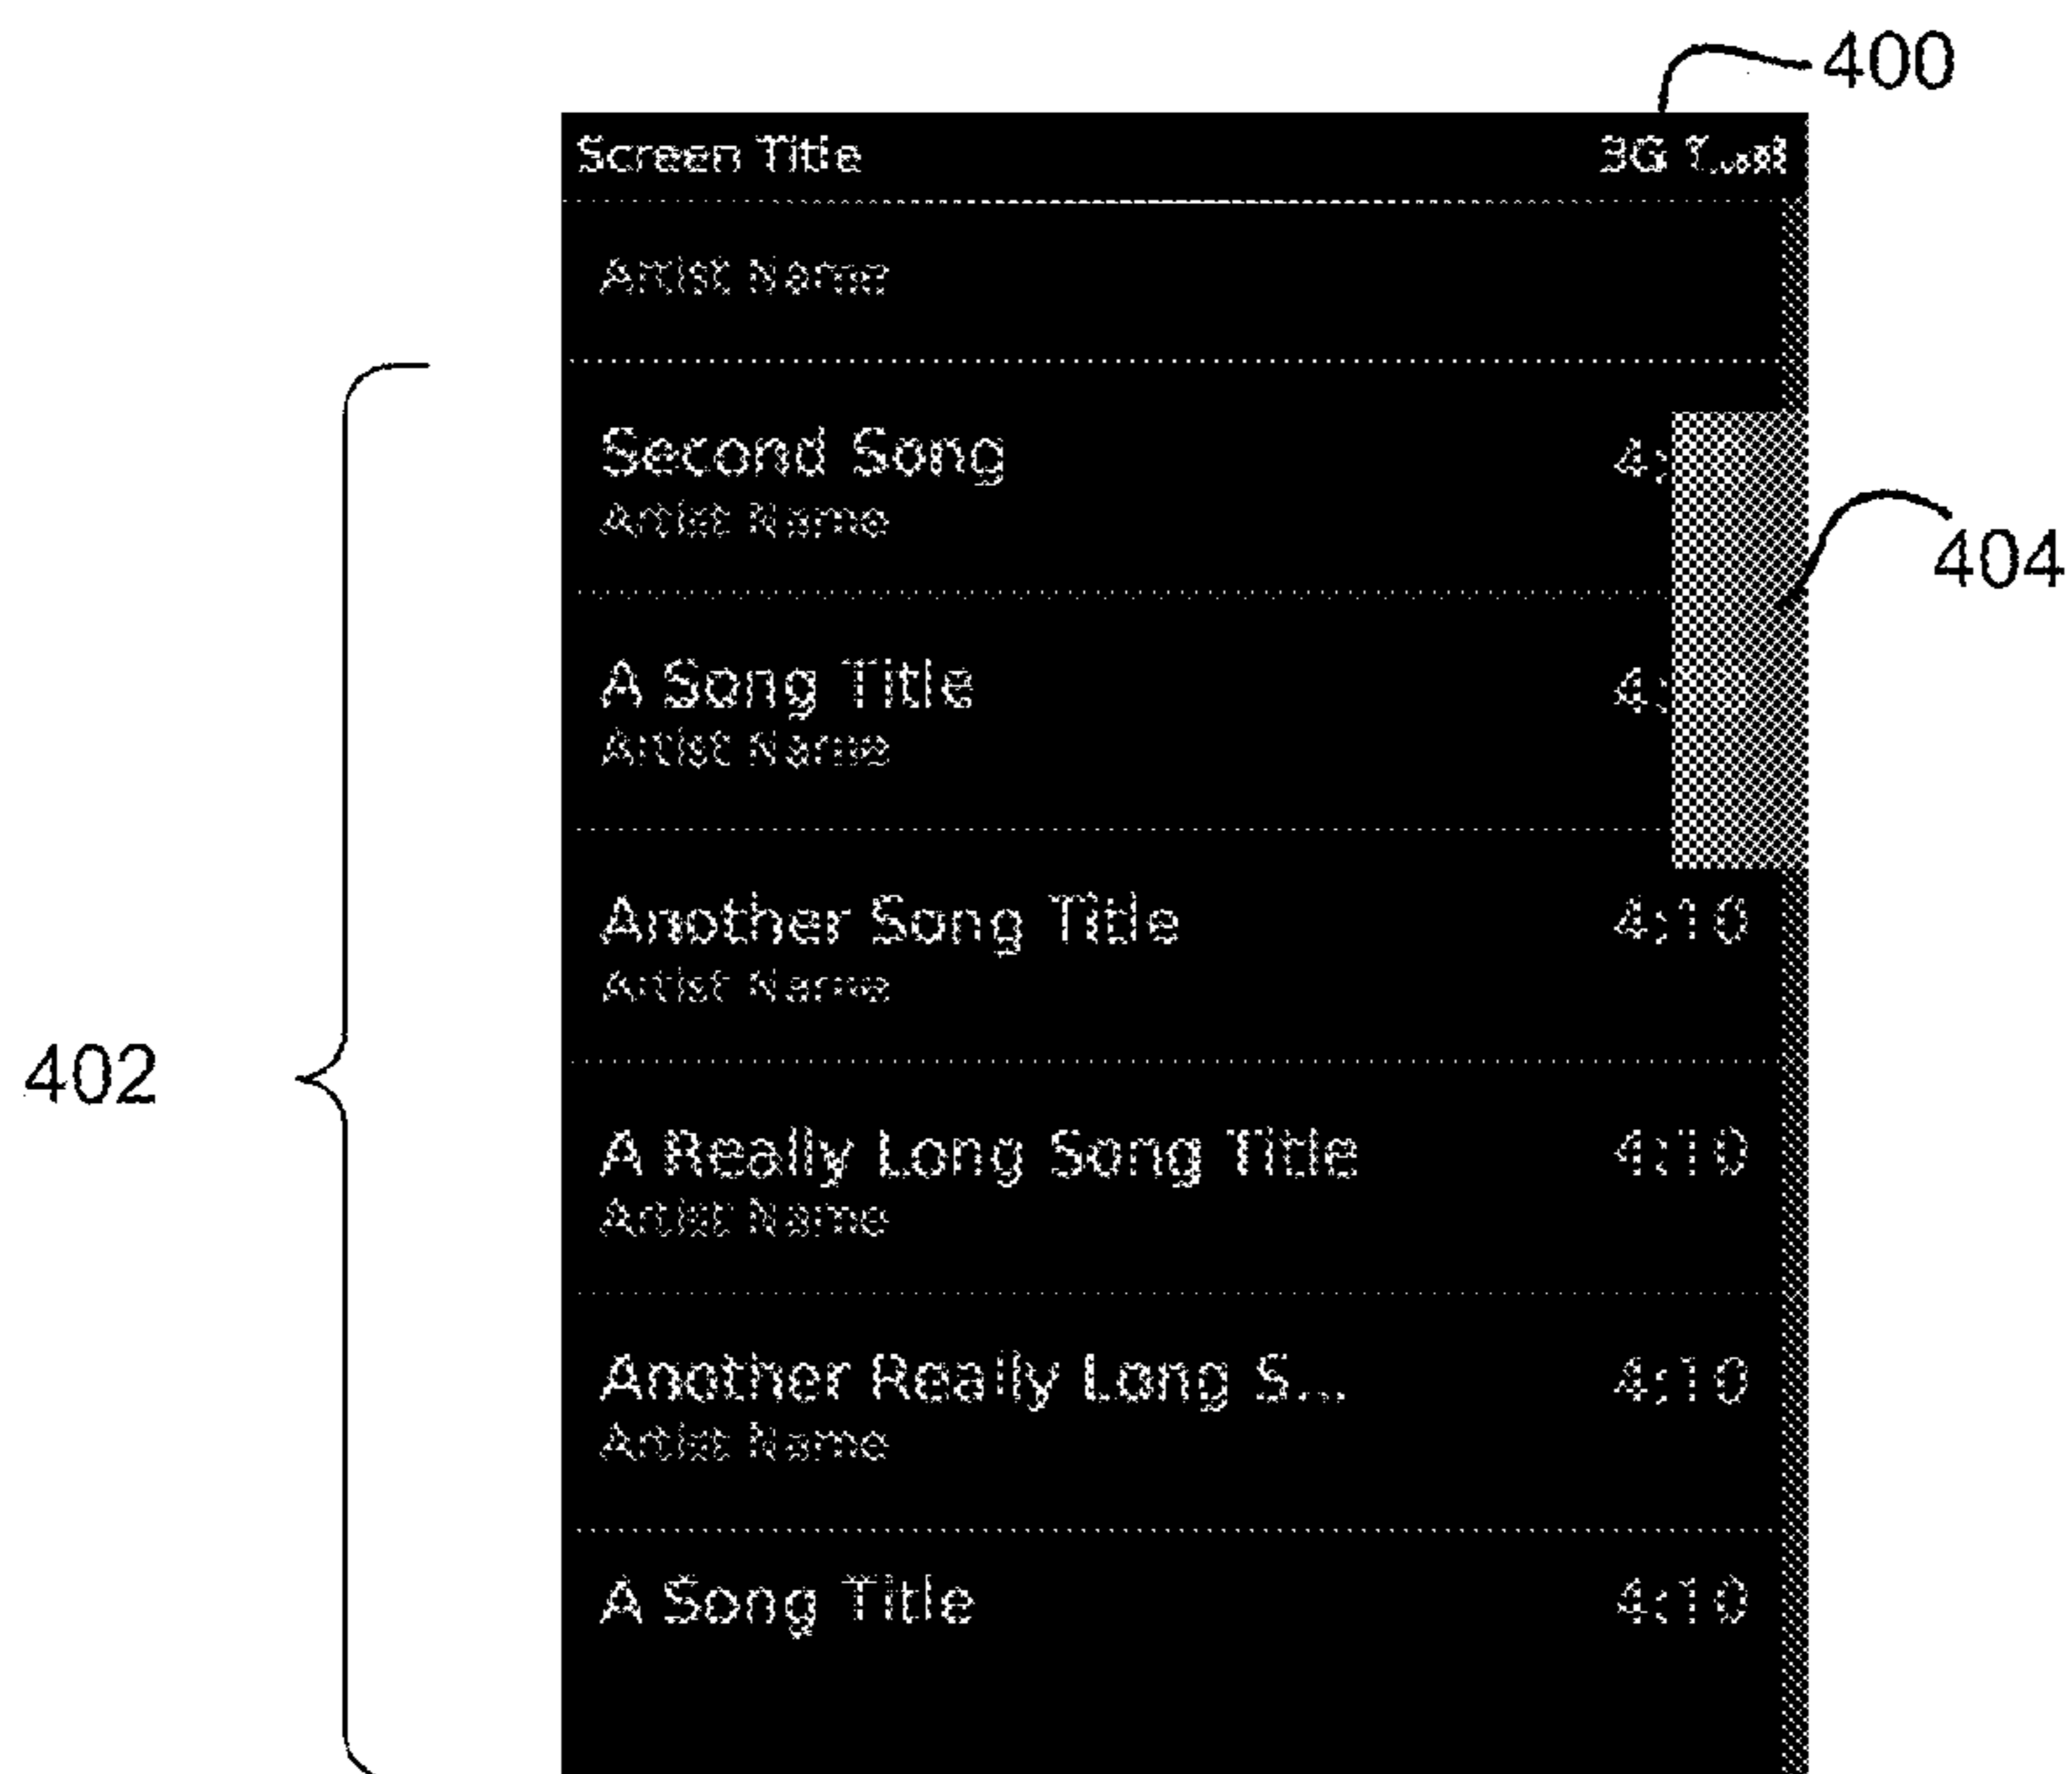 400
Screen Title 3G
Artist Name
Second Song 4:
Artist Name
404
A Song Title 4:
Artist Name
Another Song Title 4:10
Artist Name
402
A Really Long Song Title 4:10
Artist Name
Another Really Long S... 4:10
Artist Name
A Song Title 4:10